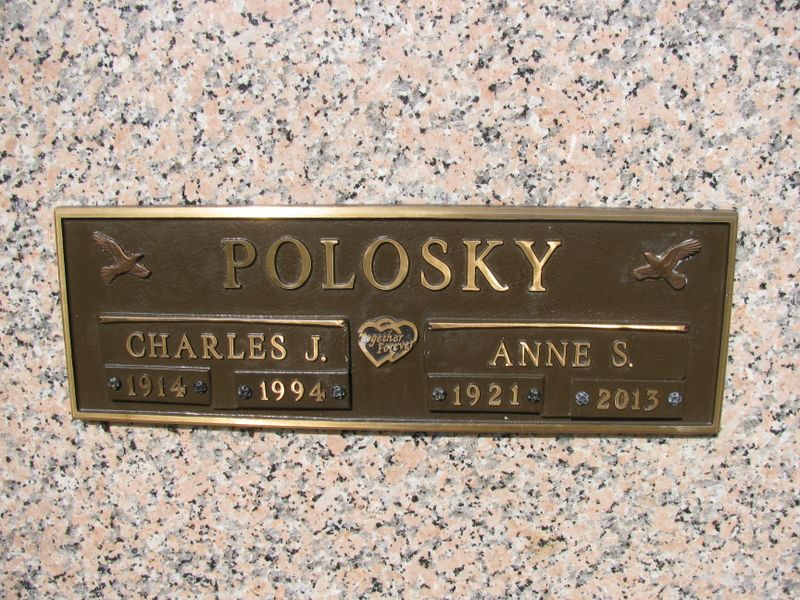 POLOSKY
CHARLES J.
1914 1994
Together
Forever
ANNE S.
1921 2013